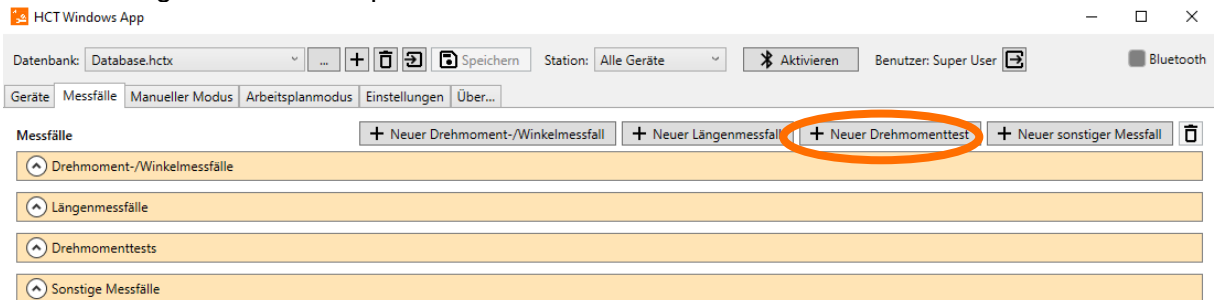 HCT Windows App
Datenbank: Database.hctx ... Speichern Station: Alle Geräte Aktivieren Benutzer: Super User Bluetooth
Geräte Messfälle Manueller Modus Arbeitsplanmodus Einstellungen Über...
Messfälle + Neuer Drehmoment-/Winkelmessfall + Neuer Längenmessfall + Neuer Drehmomenttest + Neuer sonstiger Messfall
Drehmoment-/Winkelmessfälle
Längenmessfälle
Drehmomenttests
Sonstige Messfälle